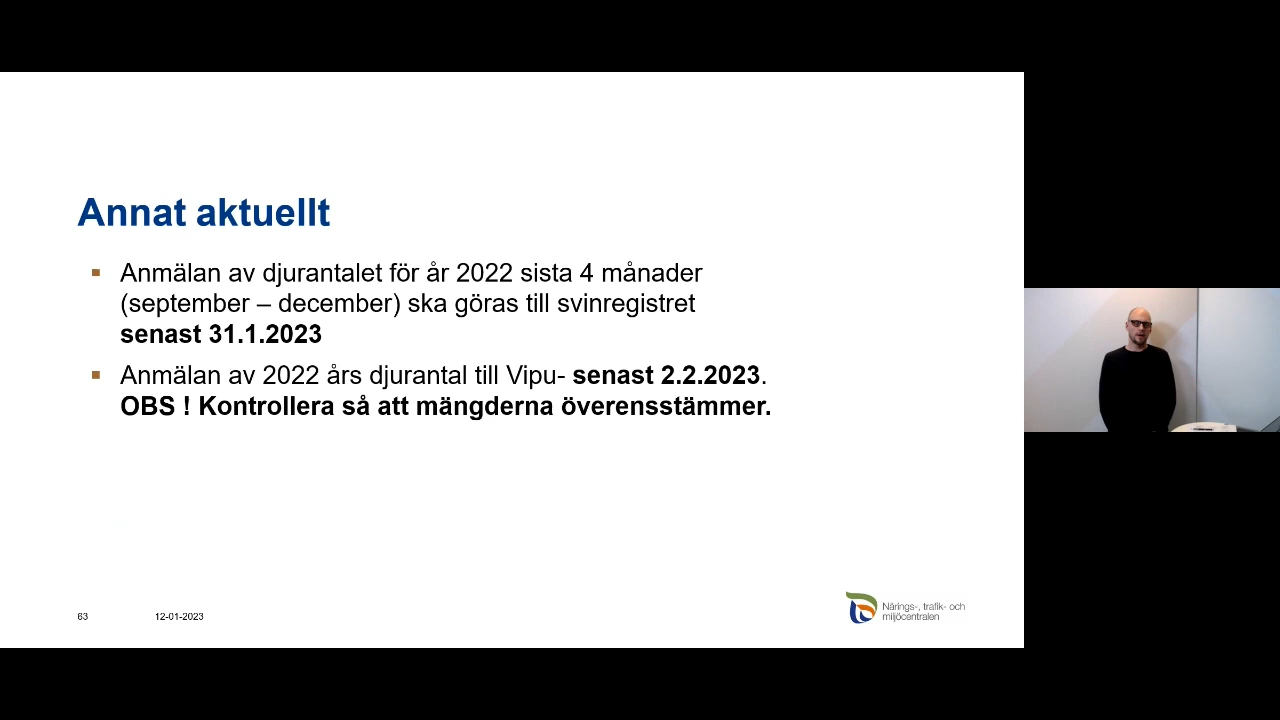 Annat aktuellt
Anmälan av djurantalet för år 2022 sista 4 månader
(september – december) ska göras till svinregistret
senast 31.1.2023
Anmälan av 2022 års djurantal till Vipu- senast 2.2.2023.
OBS ! Kontrollera så att mängderna överensstämmer.
63
12-01-2023
Närings-, trafik- och
miljöcentralen